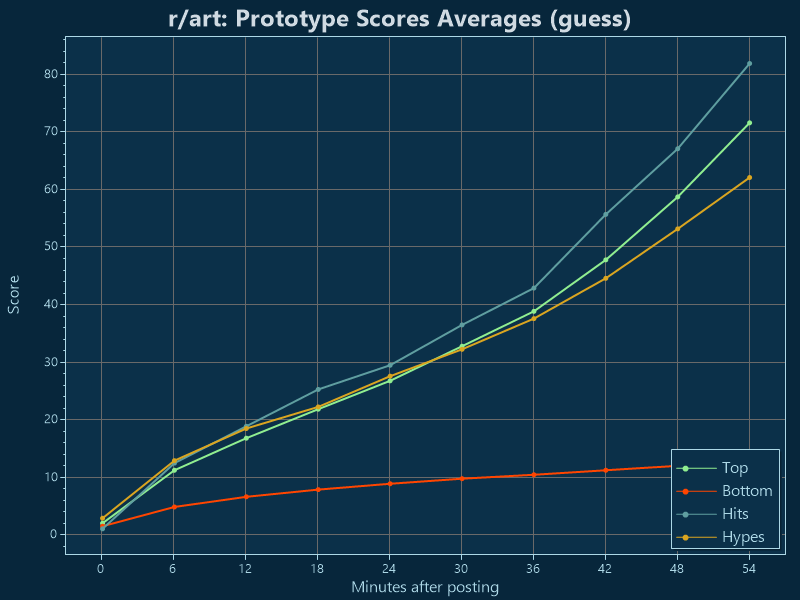 r/art: Prototype Scores Averages (guess)
80
70
60
50
40
30
20
10
0
Score
0 6 12 18 24 30 36 42 48 54
Minutes after posting
Top
Bottom
Hits
Hypes